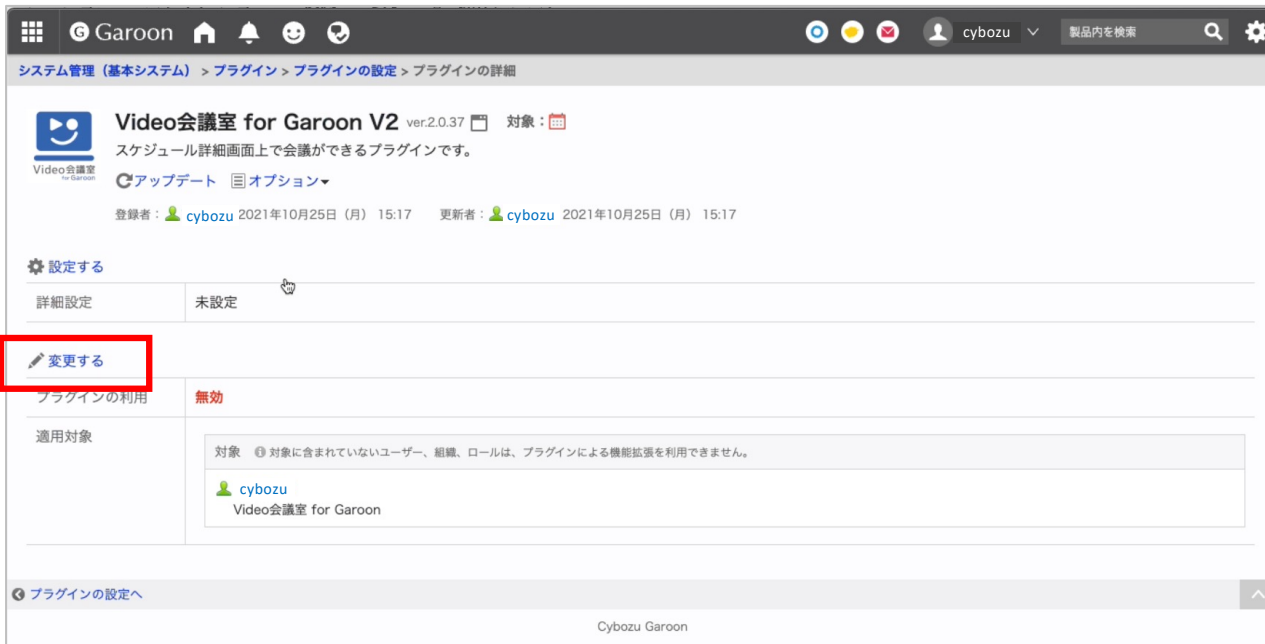 Garoon cybozu 製品内を検索
システム管理（基本システム） > プラグイン > プラグインの設定 > プラグインの詳細
Video会議室 for Garoon V2 ver.2.0.37 対象：
スケジュール詳細画面上で会議ができるプラグインです。
Video会議室
for Garoon
アップデート オプション
登録者： cybozu 2021年10月25日（月） 15:17 更新者： cybozu 2021年10月25日（月） 15:17
設定する
詳細設定 未設定
変更する
プラグインの利用 無効
適用対象
対象 対象に含まれていないユーザー、組織、ロールは、プラグインによる機能拡張を利用できません。
cybozu
Video会議室 for Garoon
プラグインの設定へ
Cybozu Garoon